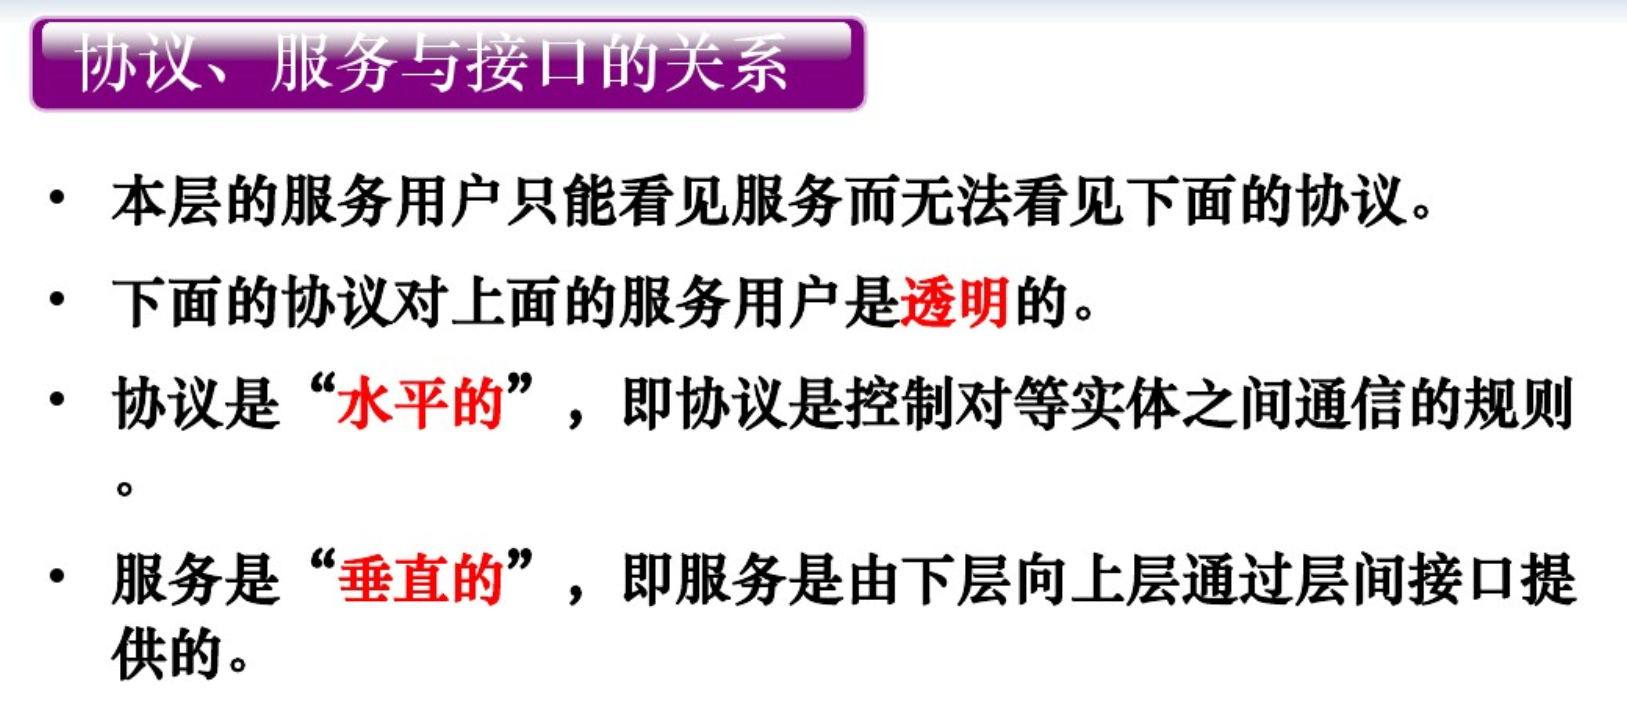 协议、服务与接口的关系
• 本层的服务用户只能看见服务而无法看见下面的协议。
• 下面的协议对上面的服务用户是透明的。
• 协议是“水平的”，即协议是控制对等实体之间通信的规则
。
• 服务是“垂直的”，即服务是由下层向上层通过层间接口提
供的。